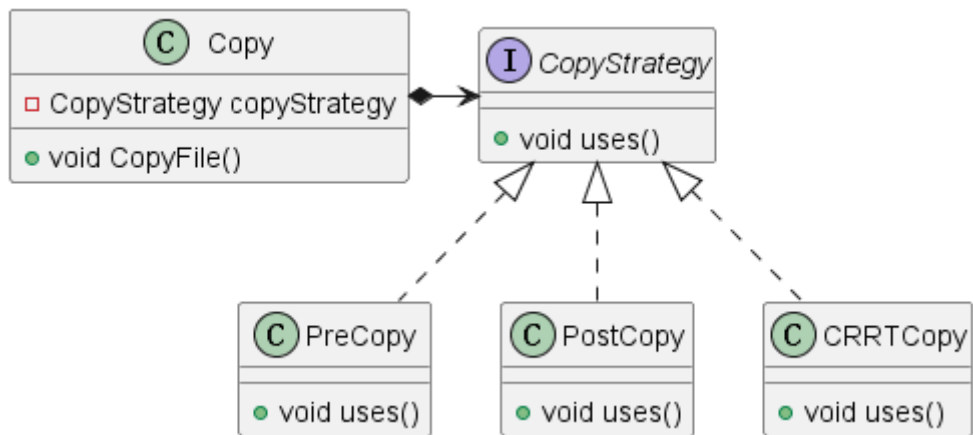 C Copy
CopyStrategy copyStrategy
void CopyFile()
I CopyStrategy
void uses()
C PreCopy
void uses()
C PostCopy
void uses()
C CRRTCopy
void uses()